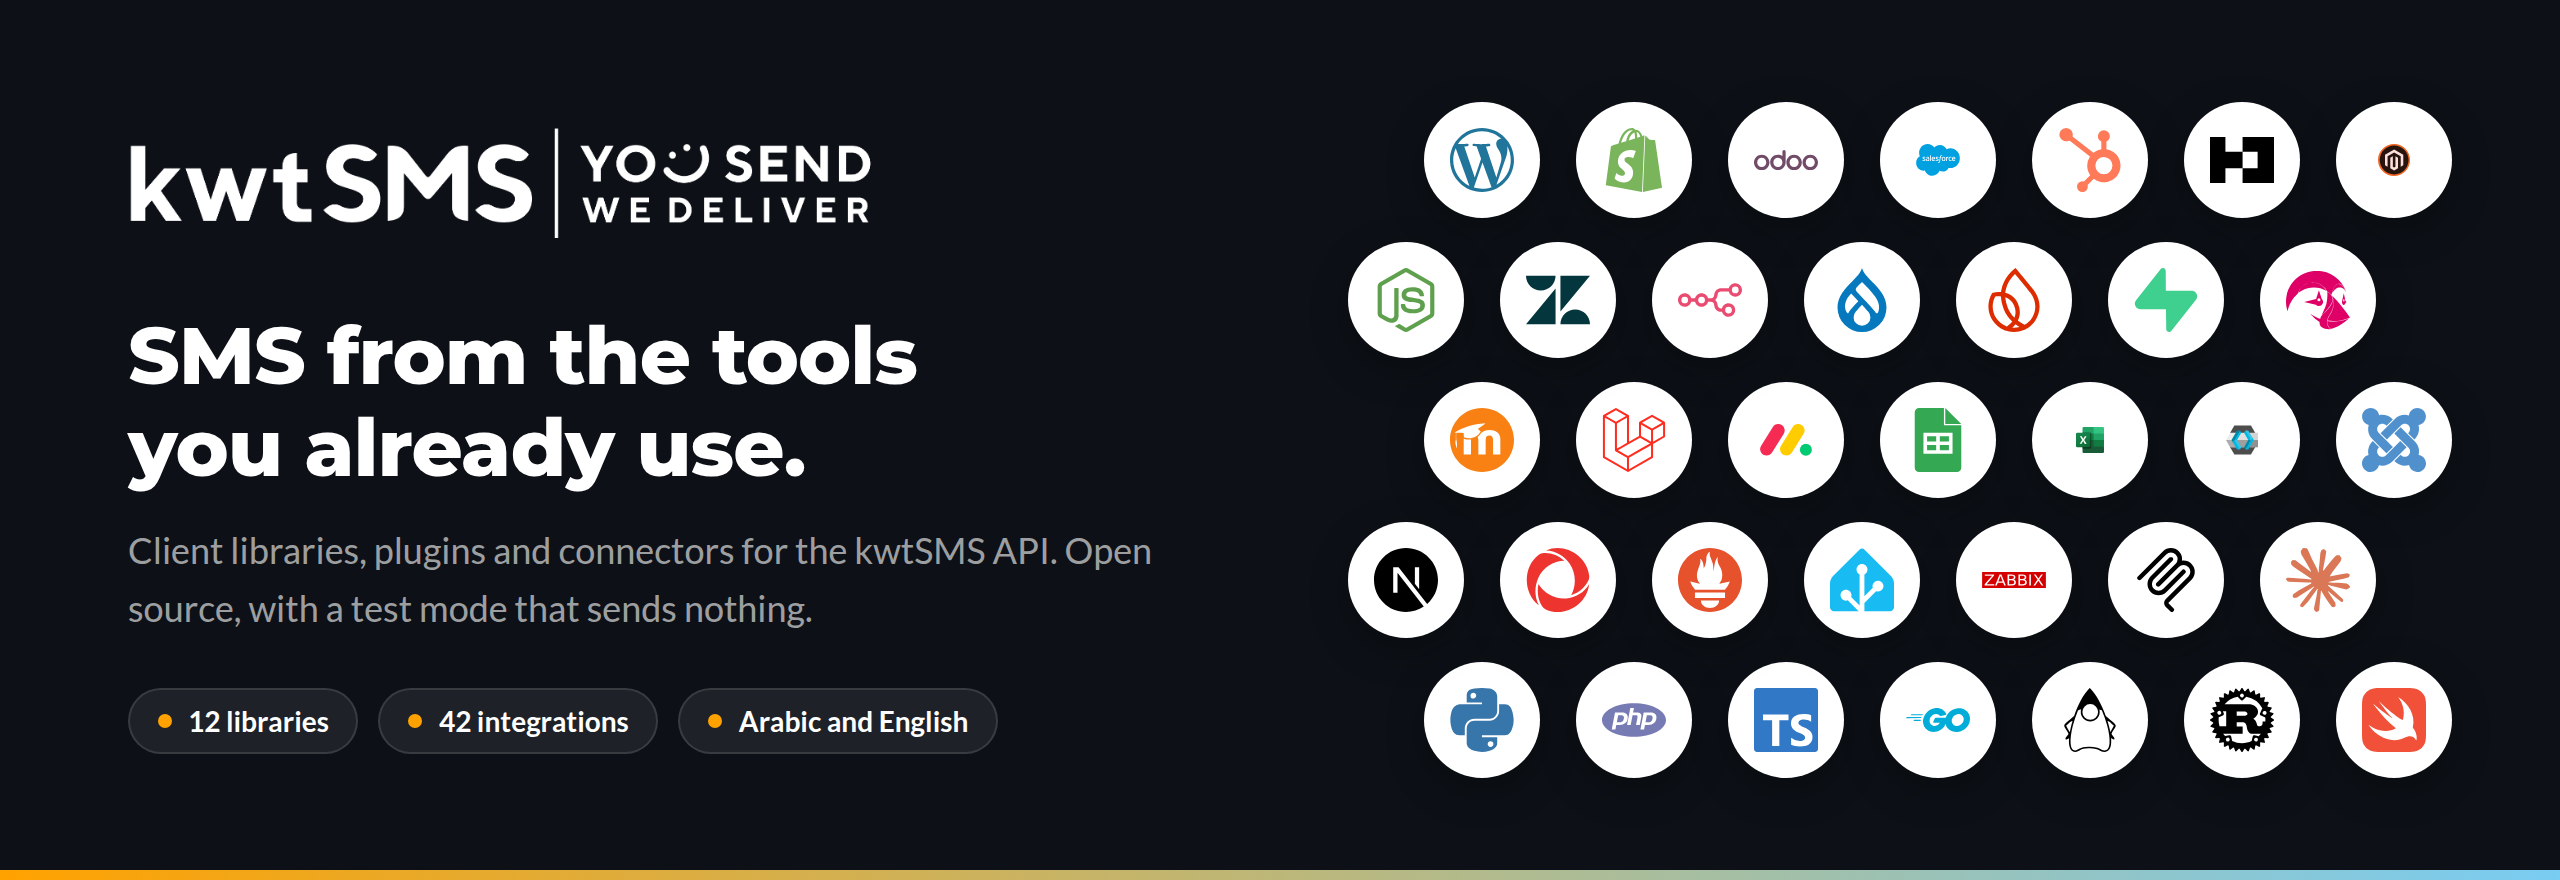 kwtSMS
YOU SEND
WE DELIVER
SMS from the tools
you already use.
Client libraries, plugins and connectors for the kwtSMS API. Open
source, with a test mode that sends nothing.
12 libraries
42 integrations
Arabic and English
odoo
salesforce
JS
ZABBIX
php
TS
GO